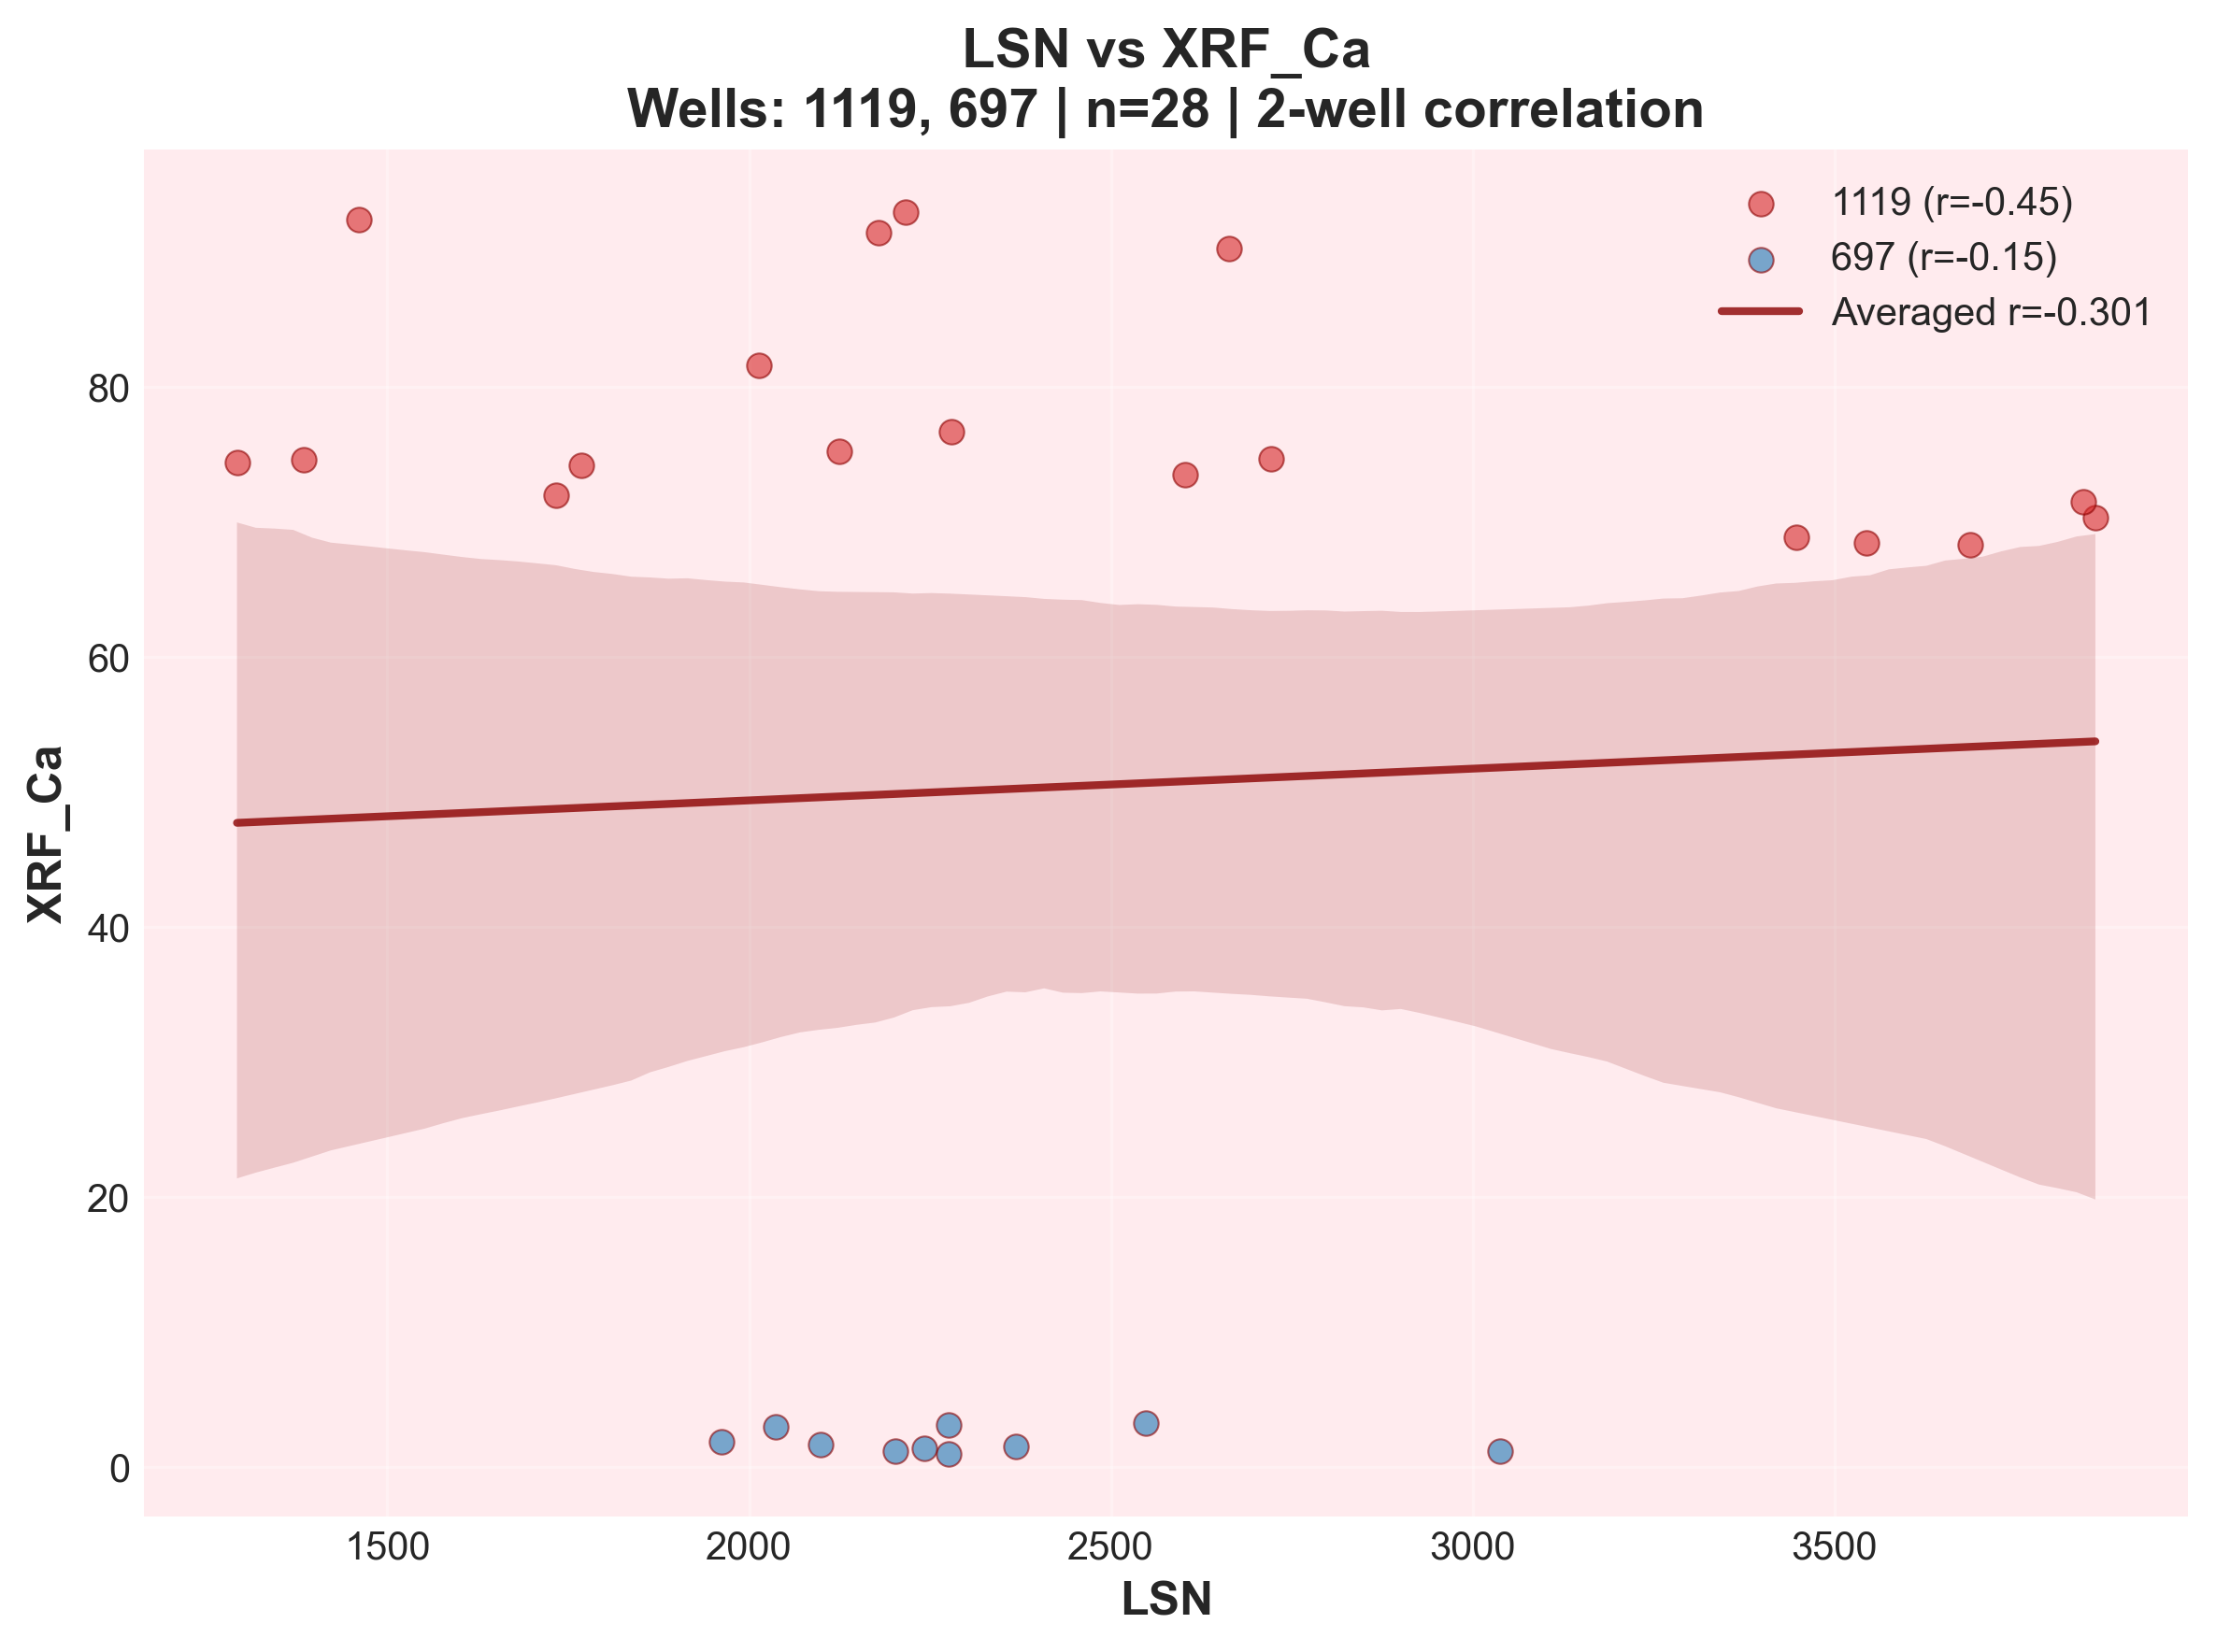 LSN vs XRF_Ca
Wells: 1119, 697 | n=28 | 2-well correlation
1119 (r=-0.45)
697 (r=-0.15)
Averaged r=-0.301
XRF_Ca
80
60
40
20
0
1500
2000
2500
3000
3500
LSN